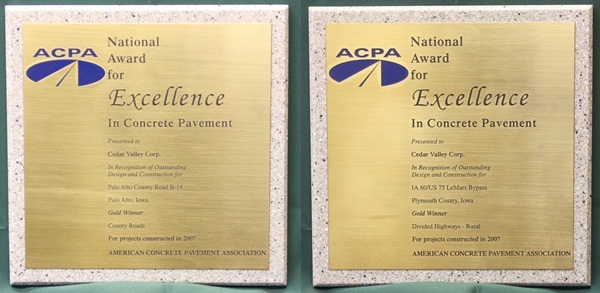 ACPA
National
Award
for
Excellence
In Concrete Pavement
Presented to
Cedar Valley Corp.
In Recognition of Outstanding
Design and Construction for
Palo Alto County Road B-14
Palo Alto, Iowa
Gold Winner
County Roads
For projects constructed in 2007
AMERICAN CONCRETE PAVEMENT ASSOCIATION
ACPA
National
Award
for
Excellence
In Concrete Pavement
Presented to
Cedar Valley Corp.
In Recognition of Outstanding
Design and Construction for
IA 60/US 75 LeMars Bypass
Plymouth County, Iowa
Gold Winner
Divided Highways - Rural
For projects constructed in 2007
AMERICAN CONCRETE PAVEMENT ASSOCIATION